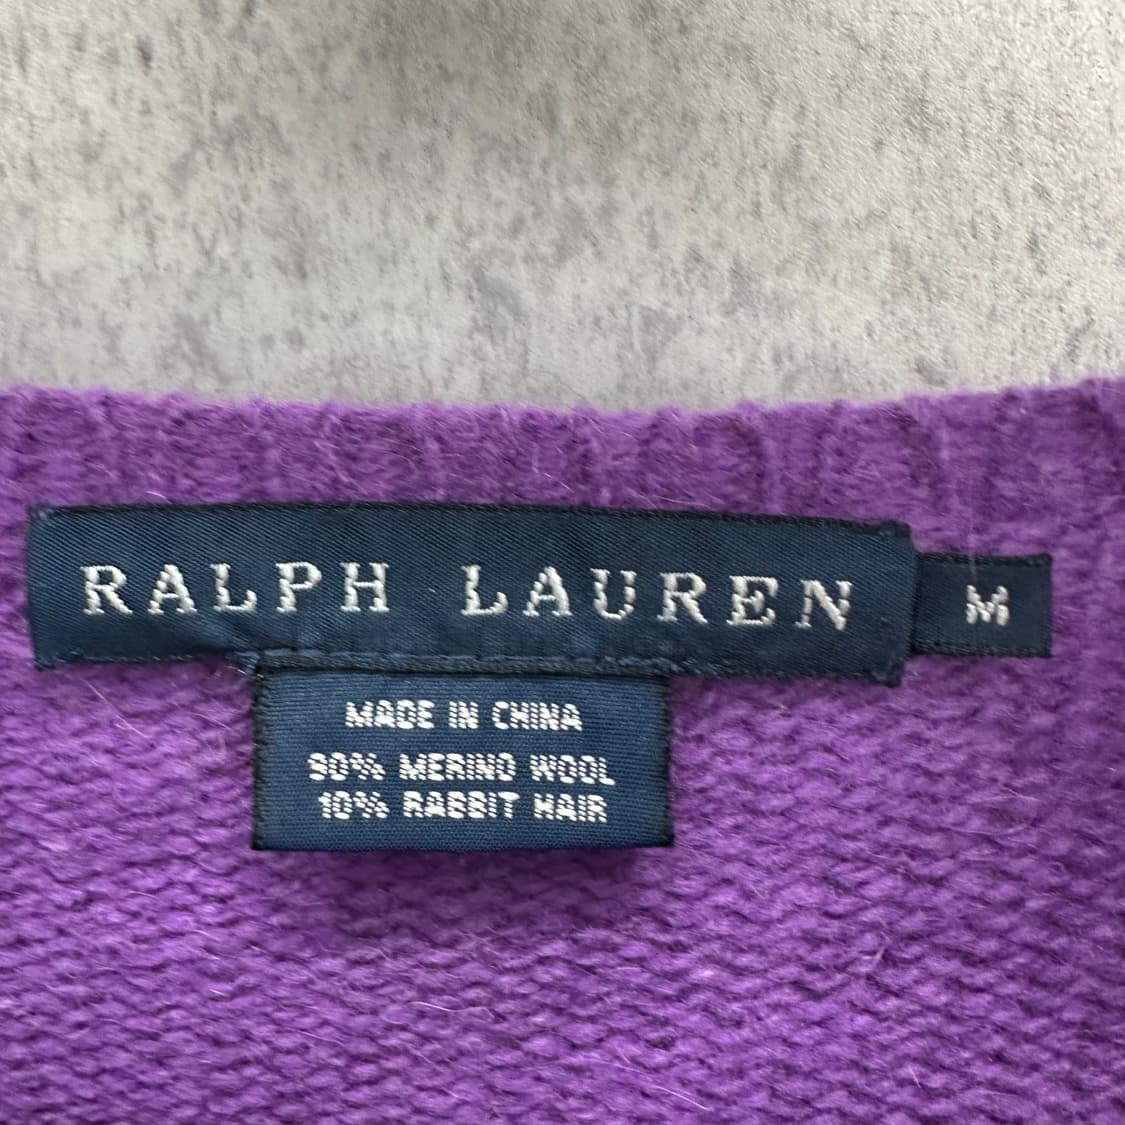 RALPH LAUREN
M
MADE IN CHINA
90% MERINO WOOL
10% RABBIT HAIR